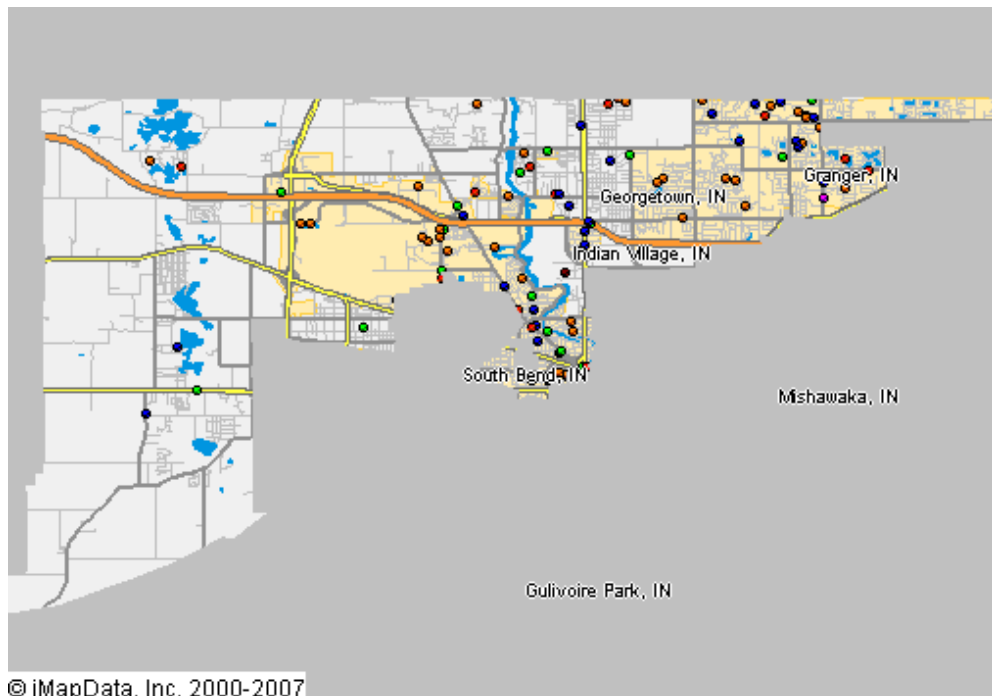 Granger, IN
Georgetown, IN
Indian Village, IN
South Bend, IN
Mishawaka, IN
Gulivoire Park, IN
© iMapData, Inc. 2000-2007